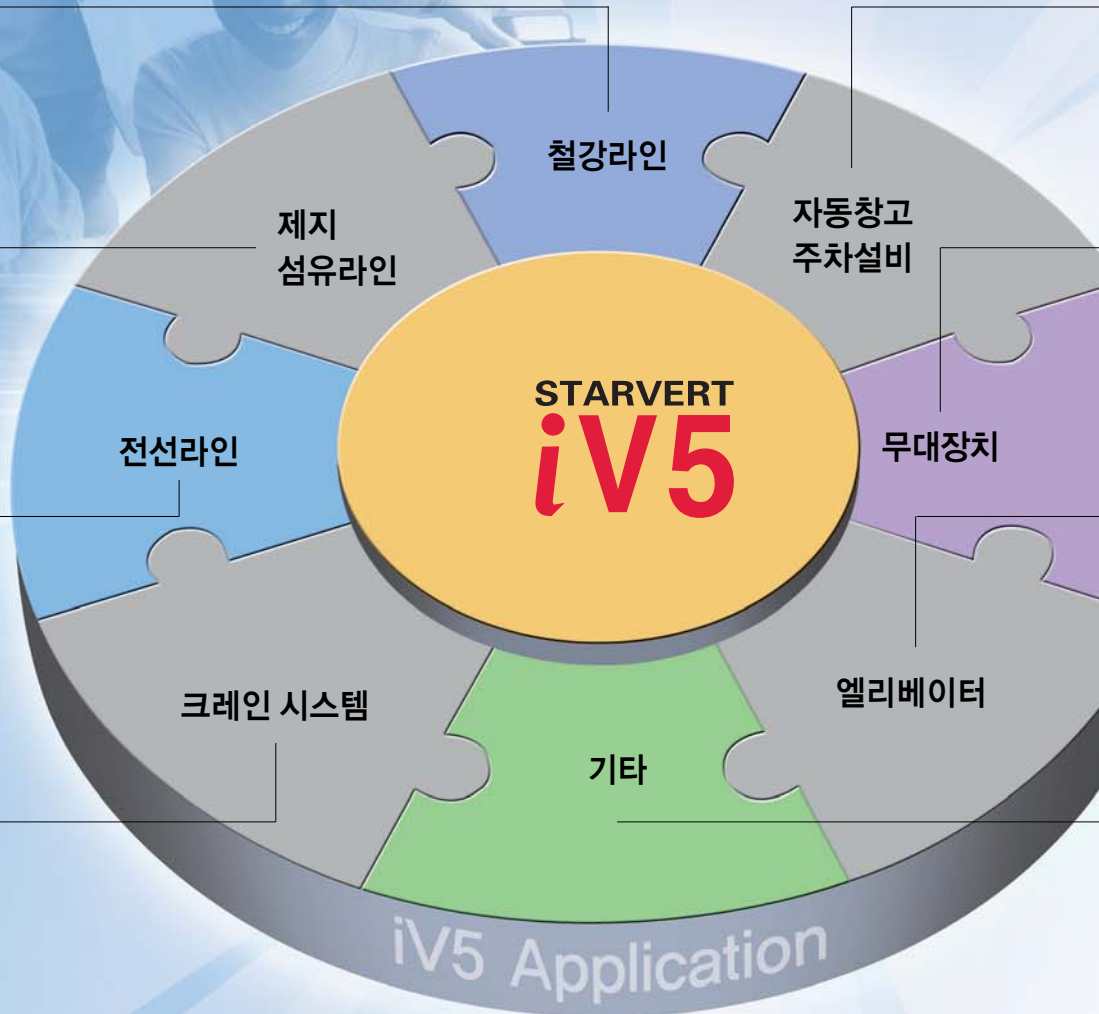 철강라인
제지
섬유라인
자동창고
주차설비
STARVERT
iV5
전선라인
무대장치
크레인 시스템
엘리베이터
기타
iV5 Application